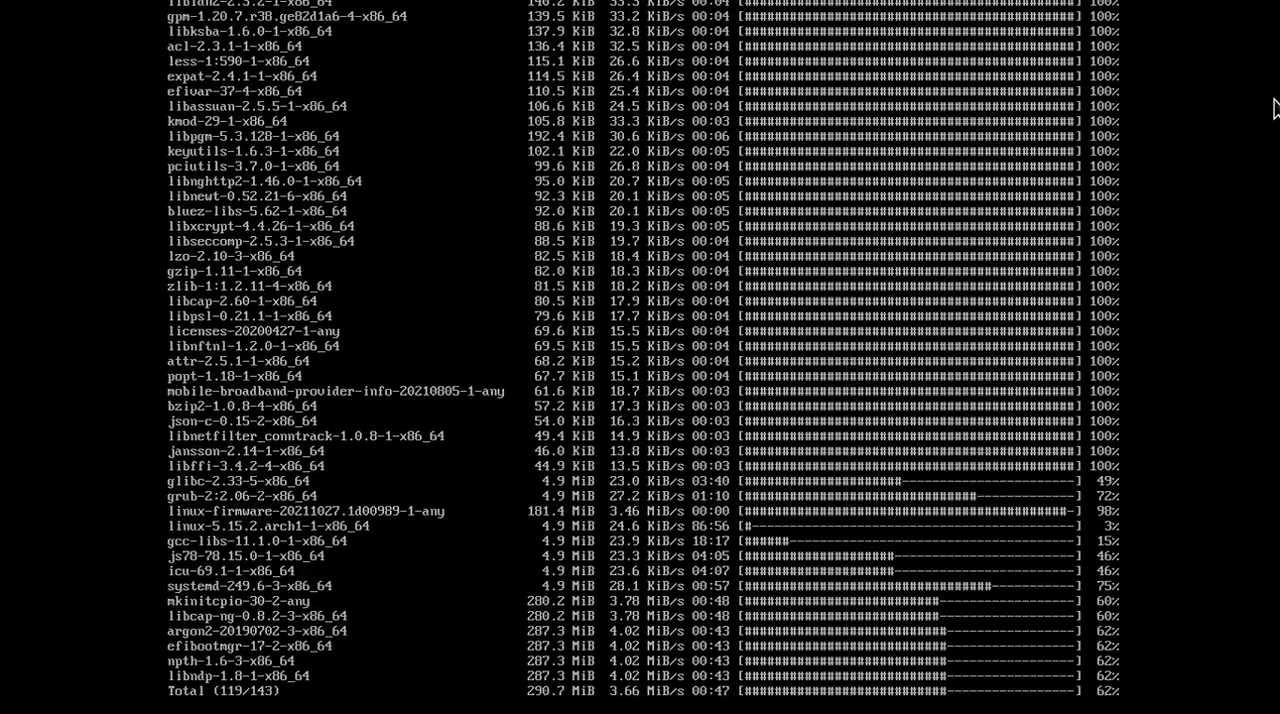 libidn2-2.3.2-1-x86_64 146.2 KiB 33.3 KiB/s 00:04 [############################################] 100%
gpm-1.20.7.r38.ge82d1a6-4-x86_64 139.5 KiB 33.2 KiB/s 00:04 [############################################] 100%
libksba-1.6.0-1-x86_64 137.9 KiB 32.8 KiB/s 00:04 [############################################] 100%
acl-2.3.1-1-x86_64 136.4 KiB 32.5 KiB/s 00:04 [############################################] 100%
less-1:590-1-x86_64 115.1 KiB 26.6 KiB/s 00:04 [############################################] 100%
expat-2.4.1-1-x86_64 114.5 KiB 26.4 KiB/s 00:04 [############################################] 100%
efivar-37-4-x86_64 110.5 KiB 25.4 KiB/s 00:04 [############################################] 100%
libassuan-2.5.5-1-x86_64 106.6 KiB 24.5 KiB/s 00:04 [############################################] 100%
kmod-29-1-x86_64 105.8 KiB 33.3 KiB/s 00:03 [############################################] 100%
libpgm-5.3.128-1-x86_64 192.4 KiB 30.6 KiB/s 00:06 [############################################] 100%
keyutils-1.6.3-1-x86_64 102.1 KiB 22.0 KiB/s 00:05 [############################################] 100%
pciutils-3.7.0-1-x86_64 99.6 KiB 26.8 KiB/s 00:04 [############################################] 100%
libnghttp2-1.46.0-1-x86_64 95.0 KiB 20.7 KiB/s 00:05 [############################################] 100%
libnewt-0.52.21-6-x86_64 92.3 KiB 20.1 KiB/s 00:05 [############################################] 100%
bluez-libs-5.62-1-x86_64 92.0 KiB 20.1 KiB/s 00:05 [############################################] 100%
libxcrypt-4.4.26-1-x86_64 88.6 KiB 19.3 KiB/s 00:05 [############################################] 100%
libseccomp-2.5.3-1-x86_64 88.5 KiB 19.7 KiB/s 00:04 [############################################] 100%
lzo-2.10-3-x86_64 82.5 KiB 18.4 KiB/s 00:04 [############################################] 100%
gzip-1.11-1-x86_64 82.0 KiB 18.3 KiB/s 00:04 [############################################] 100%
zlib-1:1.2.11-4-x86_64 81.5 KiB 18.2 KiB/s 00:04 [############################################] 100%
libcap-2.60-1-x86_64 80.5 KiB 17.9 KiB/s 00:04 [############################################] 100%
libpsl-0.21.1-1-x86_64 79.6 KiB 17.7 KiB/s 00:04 [############################################] 100%
licenses-20200427-1-any 69.6 KiB 15.5 KiB/s 00:04 [############################################] 100%
libnftnl-1.2.0-1-x86_64 69.5 KiB 15.5 KiB/s 00:04 [############################################] 100%
attr-2.5.1-1-x86_64 68.2 KiB 15.2 KiB/s 00:04 [############################################] 100%
popt-1.18-1-x86_64 67.7 KiB 15.1 KiB/s 00:04 [############################################] 100%
mobile-broadband-provider-info-20210805-1-any 61.6 KiB 18.7 KiB/s 00:03 [############################################] 100%
bzip2-1.0.8-4-x86_64 57.2 KiB 17.3 KiB/s 00:03 [############################################] 100%
json-c-0.15-2-x86_64 54.0 KiB 16.3 KiB/s 00:03 [############################################] 100%
libnetfilter_conntrack-1.0.8-1-x86_64 49.4 KiB 14.9 KiB/s 00:03 [############################################] 100%
jansson-2.14-1-x86_64 46.0 KiB 13.8 KiB/s 00:03 [############################################] 100%
libffi-3.4.2-4-x86_64 44.9 KiB 13.5 KiB/s 00:03 [############################################] 100%
glibc-2.33-5-x86_64 4.9 MiB 23.0 KiB/s 03:40 [#####################-----------------------] 49%
grub-2:2.06-2-x86_64 4.9 MiB 27.2 KiB/s 01:10 [###############################-------------] 72%
linux-firmware-20211027.1d00989-1-any 181.4 MiB 3.46 MiB/s 00:00 [###########################################-] 98%
linux-5.15.2.arch1-1-x86_64 4.9 MiB 24.6 KiB/s 86:56 [#-------------------------------------------] 3%
gcc-libs-11.1.0-1-x86_64 4.9 MiB 23.9 KiB/s 18:17 [######--------------------------------------] 15%
js78-78.15.0-1-x86_64 4.9 MiB 23.3 KiB/s 04:05 [####################------------------------] 46%
icu-69.1-1-x86_64 4.9 MiB 23.6 KiB/s 04:07 [####################------------------------] 46%
systemd-249.6-3-x86_64 4.9 MiB 28.1 KiB/s 00:57 [#################################-----------] 75%
mkinitcpio-30-2-any 280.2 MiB 3.78 MiB/s 00:48 [##########################------------------] 60%
libcap-ng-0.8.2-3-x86_64 280.2 MiB 3.78 MiB/s 00:48 [##########################------------------] 60%
argon2-20190702-3-x86_64 287.3 MiB 4.02 MiB/s 00:43 [###########################-----------------] 62%
efibootmgr-17-2-x86_64 287.3 MiB 4.02 MiB/s 00:43 [###########################-----------------] 62%
npth-1.6-3-x86_64 287.3 MiB 4.02 MiB/s 00:43 [###########################-----------------] 62%
libndp-1.8-1-x86_64 287.3 MiB 4.02 MiB/s 00:43 [###########################-----------------] 62%
Total (119/143) 290.7 MiB 3.66 MiB/s 00:47 [###########################-----------------] 62%